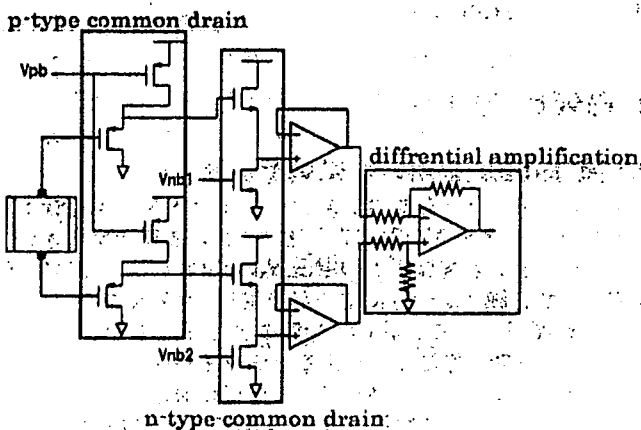 p-type common drain
Vpb
Vnb1
diffrential amplification
Vnb2
n-type common drain